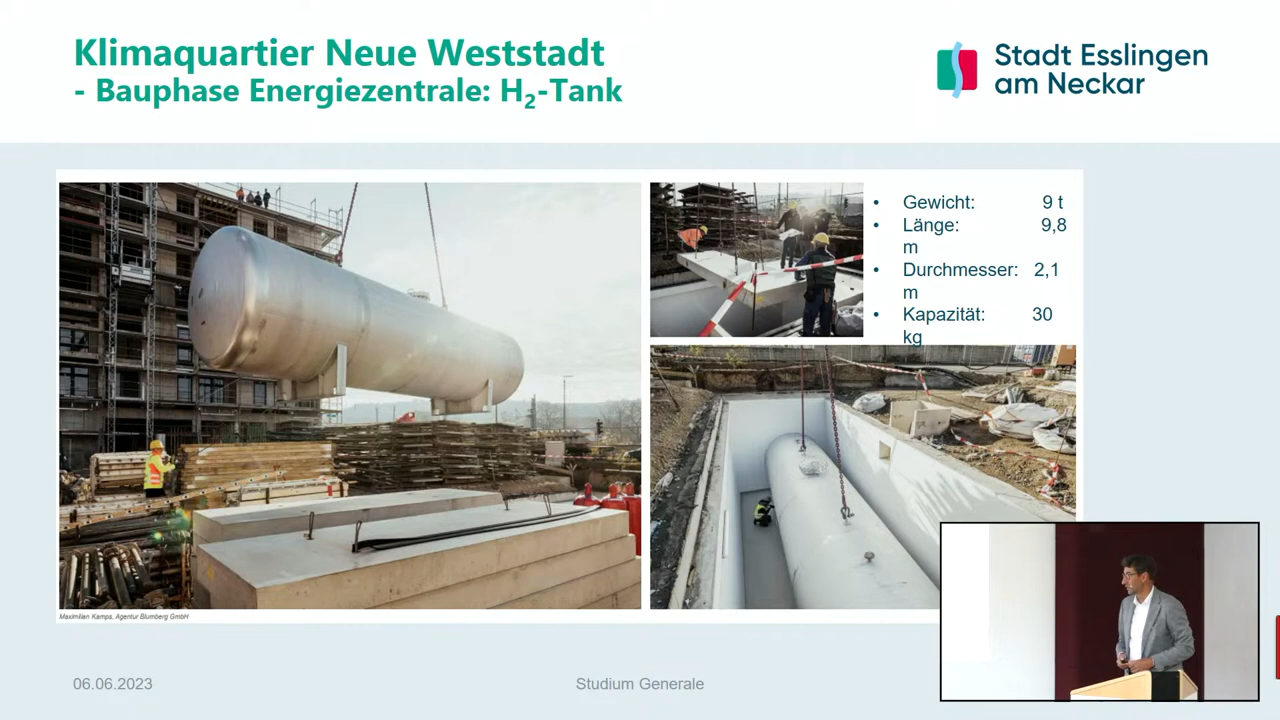 Klimaquartier Neue Weststadt
- Bauphase Energiezentrale: H₂-Tank
Stadt Esslingen
am Neckar
• Gewicht: 9 t
• Länge: 9,8
m
• Durchmesser: 2,1
m
• Kapazität: 30
kg
Maximilian Kamps, Agentur Blumberg GmbH
06.06.2023
Studium Generale